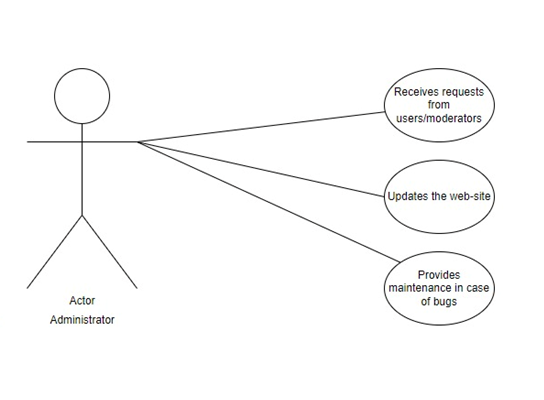 Receives requests
from
users/moderators
Updates the web-site
Provides
maintenance in case
of bugs
Actor
Administrator